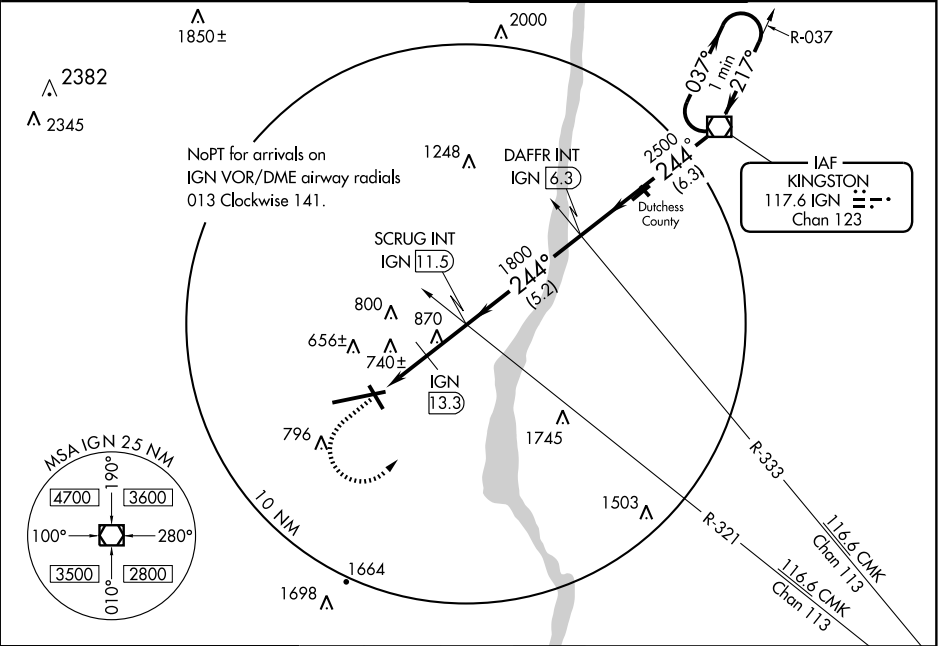 1850±
2000
R-037
2382
2345
037°
1 min
217°
NoPT for arrivals on
IGN VOR/DME airway radials
013 Clockwise 141.
1248
DAFFR INT
IGN 6.3
2500
244°
(6.3)
Dutchess
County
IAF
KINGSTON
117.6 IGN
Chan 123
SCRUG INT
IGN 11.5
1800
244°
(5.2)
800
870
656±
740±
IGN
13.3
796
1745
1503
MSA IGN 25 NM
190°
4700
3600
100°
280°
3500
2800
010°
10 NM
1664
1698
R-333
R-321
116.6 CMK
Chan 113
116.6 CMK
Chan 113